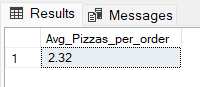 Results Messages
Avg_Pizzas_per_order
1 2.32